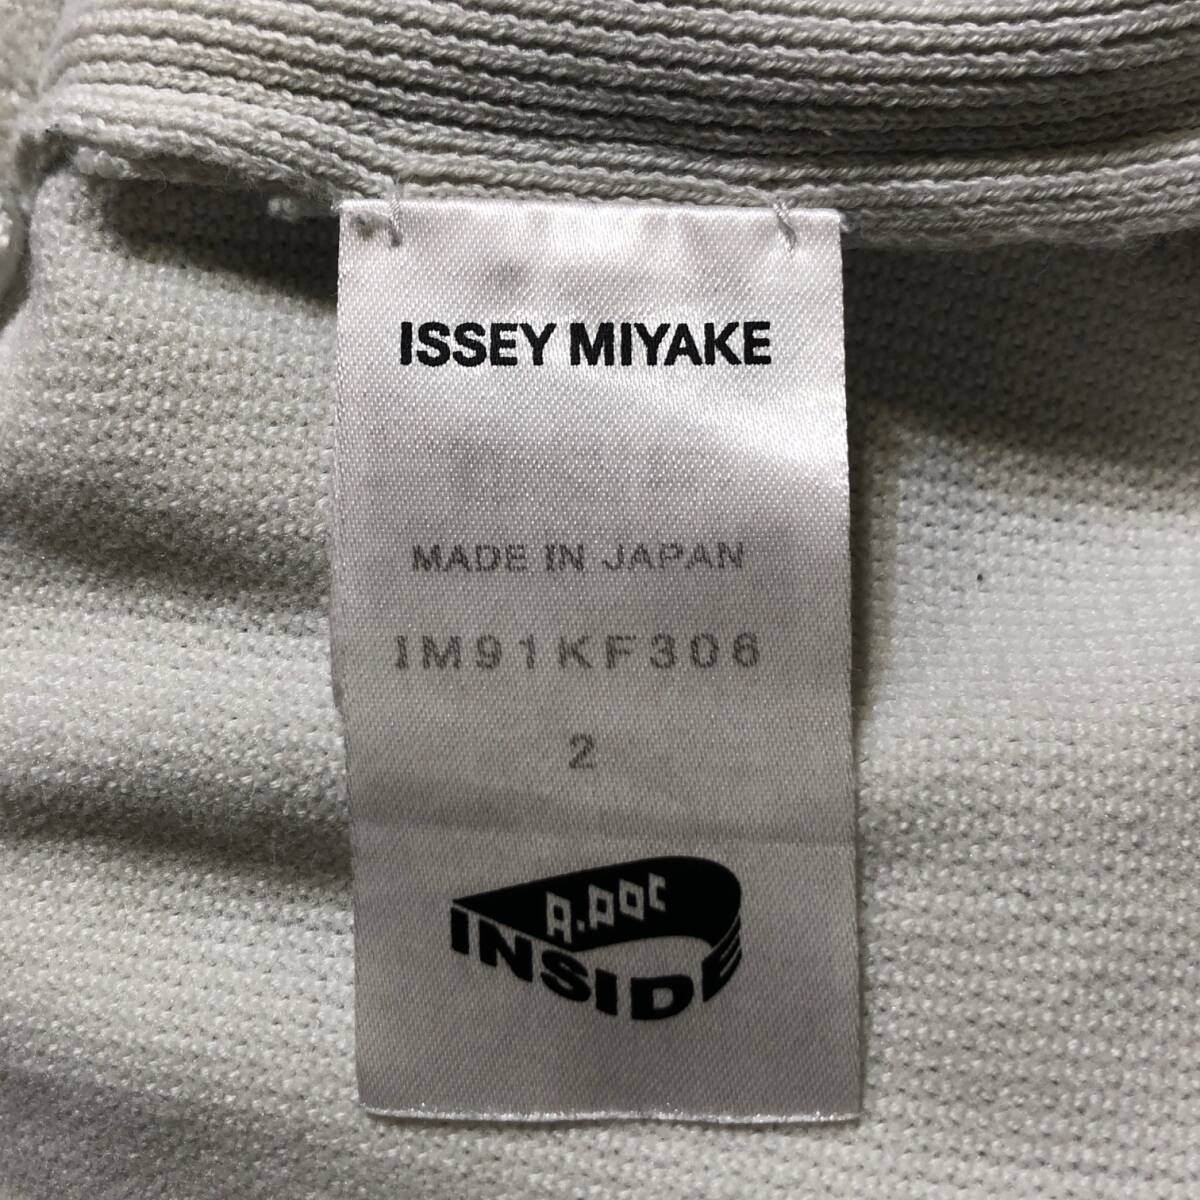 ISSEY MIYAKE
MADE IN JAPAN
IM91KF306
2
A.POC
INSIDE